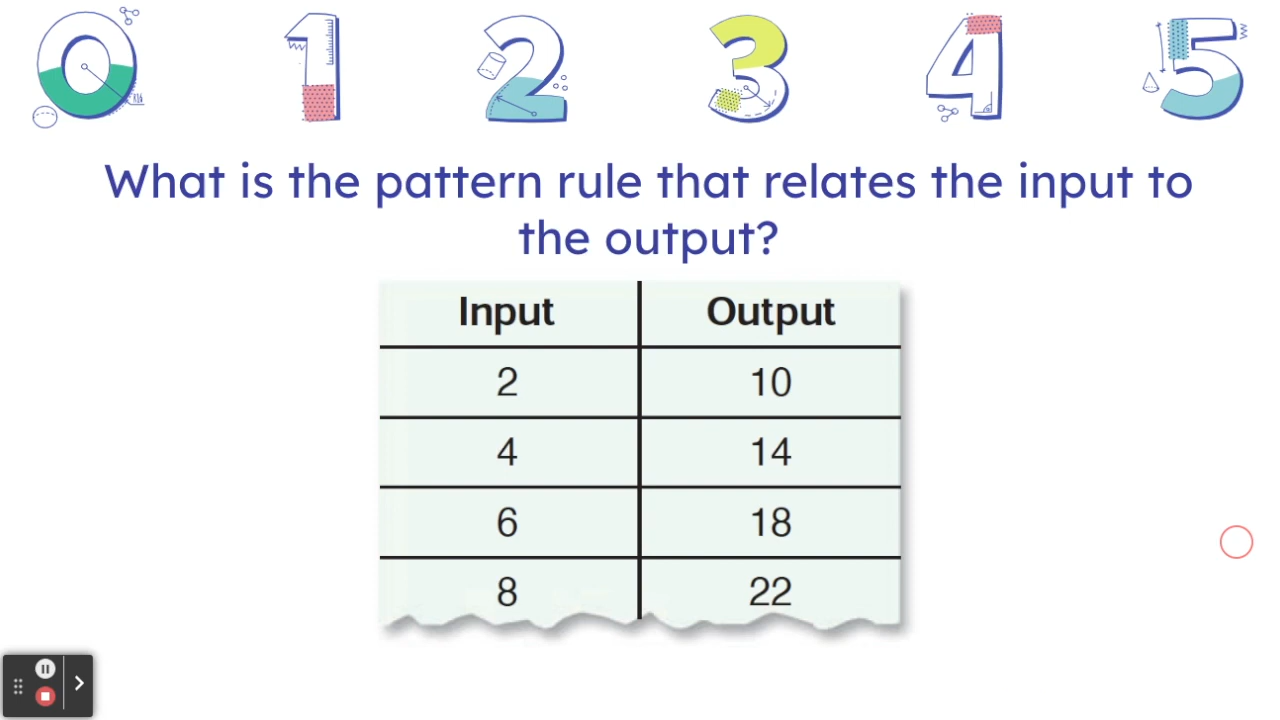 0 1 2 3 4 5
What is the pattern rule that relates the input to
the output?
Input Output
2 10
4 14
6 18
8 22